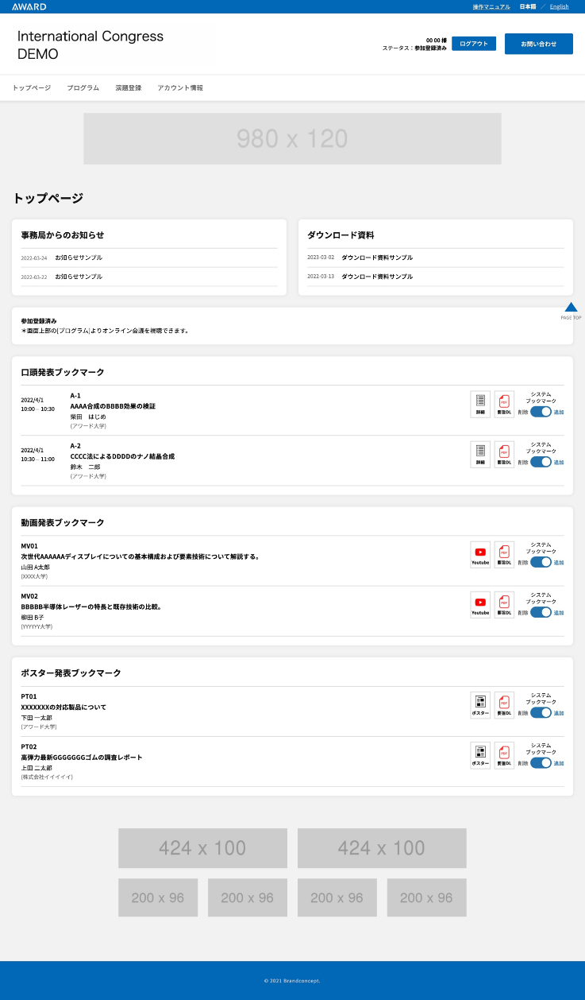 AWARD
操作マニュアル 日本語 ／ English
International Congress
DEMO
00 00 様
ステータス：参加登録済み
ログアウト
お問い合わせ
トップページ プログラム 演題登録 アカウント情報
980 x 120
トップページ
事務局からのお知らせ
2022-03-24 お知らせサンプル
2022-03-22 お知らせサンプル
ダウンロード資料
2023-03-02 ダウンロード資料サンプル
2022-03-13 ダウンロード資料サンプル
PAGE TOP
参加登録済み
＊画面上部の[プログラム]よりオンライン会議を視聴できます。
口頭発表ブックマーク
2022/4/1
10:00 – 10:30
A-1
AAAA合成のBBBB効果の検証
柴田　はじめ
(アワード大学)
詳細
PDF
要旨DL
システム
ブックマーク
削除 追加
2022/4/1
10:30 – 11:00
A-2
CCCC法によるDDDDのナノ結晶合成
鈴木　二郎
(アワード大学)
詳細
PDF
要旨DL
システム
ブックマーク
削除 追加
動画発表ブックマーク
MV01
次世代AAAAAAディスプレイについての基本構成および要素技術について解説する。
山田 A太郎
(XXXX大学)
Youtube
PDF
要旨DL
システム
ブックマーク
削除 追加
MV02
BBBBB半導体レーザーの特長と既存技術の比較。
柳田 B子
(YYYYYY大学)
Youtube
PDF
要旨DL
システム
ブックマーク
削除 追加
ポスター発表ブックマーク
PT01
XXXXXXXの対応製品について
下田 一太郎
(アワード大学)
ポスター
PDF
要旨DL
システム
ブックマーク
削除 追加
PT02
高弾力最新GGGGGGGゴムの調査レポート
上田 二太郎
(株式会社イイイイイ)
ポスター
PDF
要旨DL
システム
ブックマーク
削除 追加
424 x 100 424 x 100
200 x 96 200 x 96 200 x 96 200 x 96
© 2021 Brandconcept.